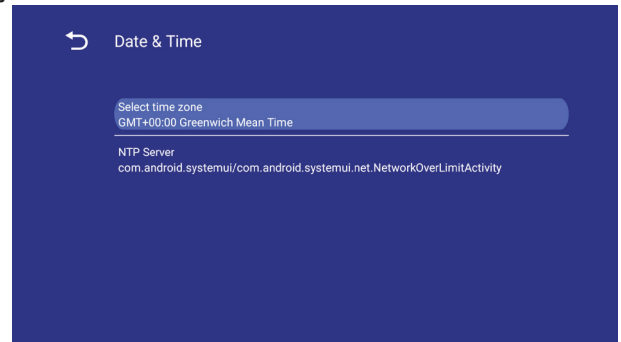 Date & Time
Select time zone
GMT+00:00 Greenwich Mean Time
NTP Server
com.android.systemui/com.android.systemui.net.NetworkOverLimitActivity